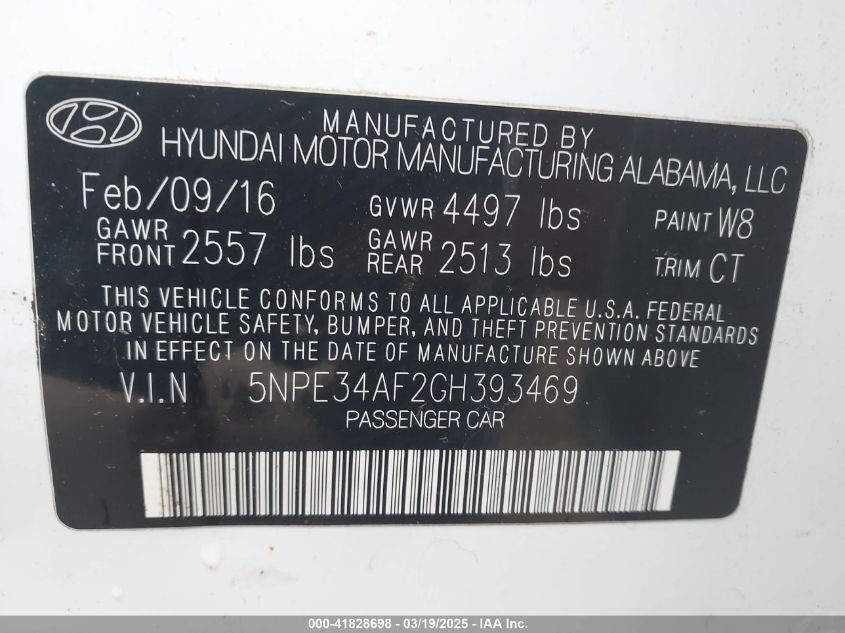 MANUFACTURED BY
HYUNDAI MOTOR MANUFACTURING ALABAMA, LLC
Feb/09/16 GVWR 4497 lbs PAINT W8
GAWR FRONT 2557 lbs GAWR REAR 2513 lbs TRIM CT
THIS VEHICLE CONFORMS TO ALL APPLICABLE U.S.A. FEDERAL
MOTOR VEHICLE SAFETY, BUMPER, AND THEFT PREVENTION STANDARDS
IN EFFECT ON THE DATE OF MANUFACTURE SHOWN ABOVE
V.I.N 5NPE34AF2GH393469
PASSENGER CAR
000-41828698 - 03/19/2025 - IAA Inc.